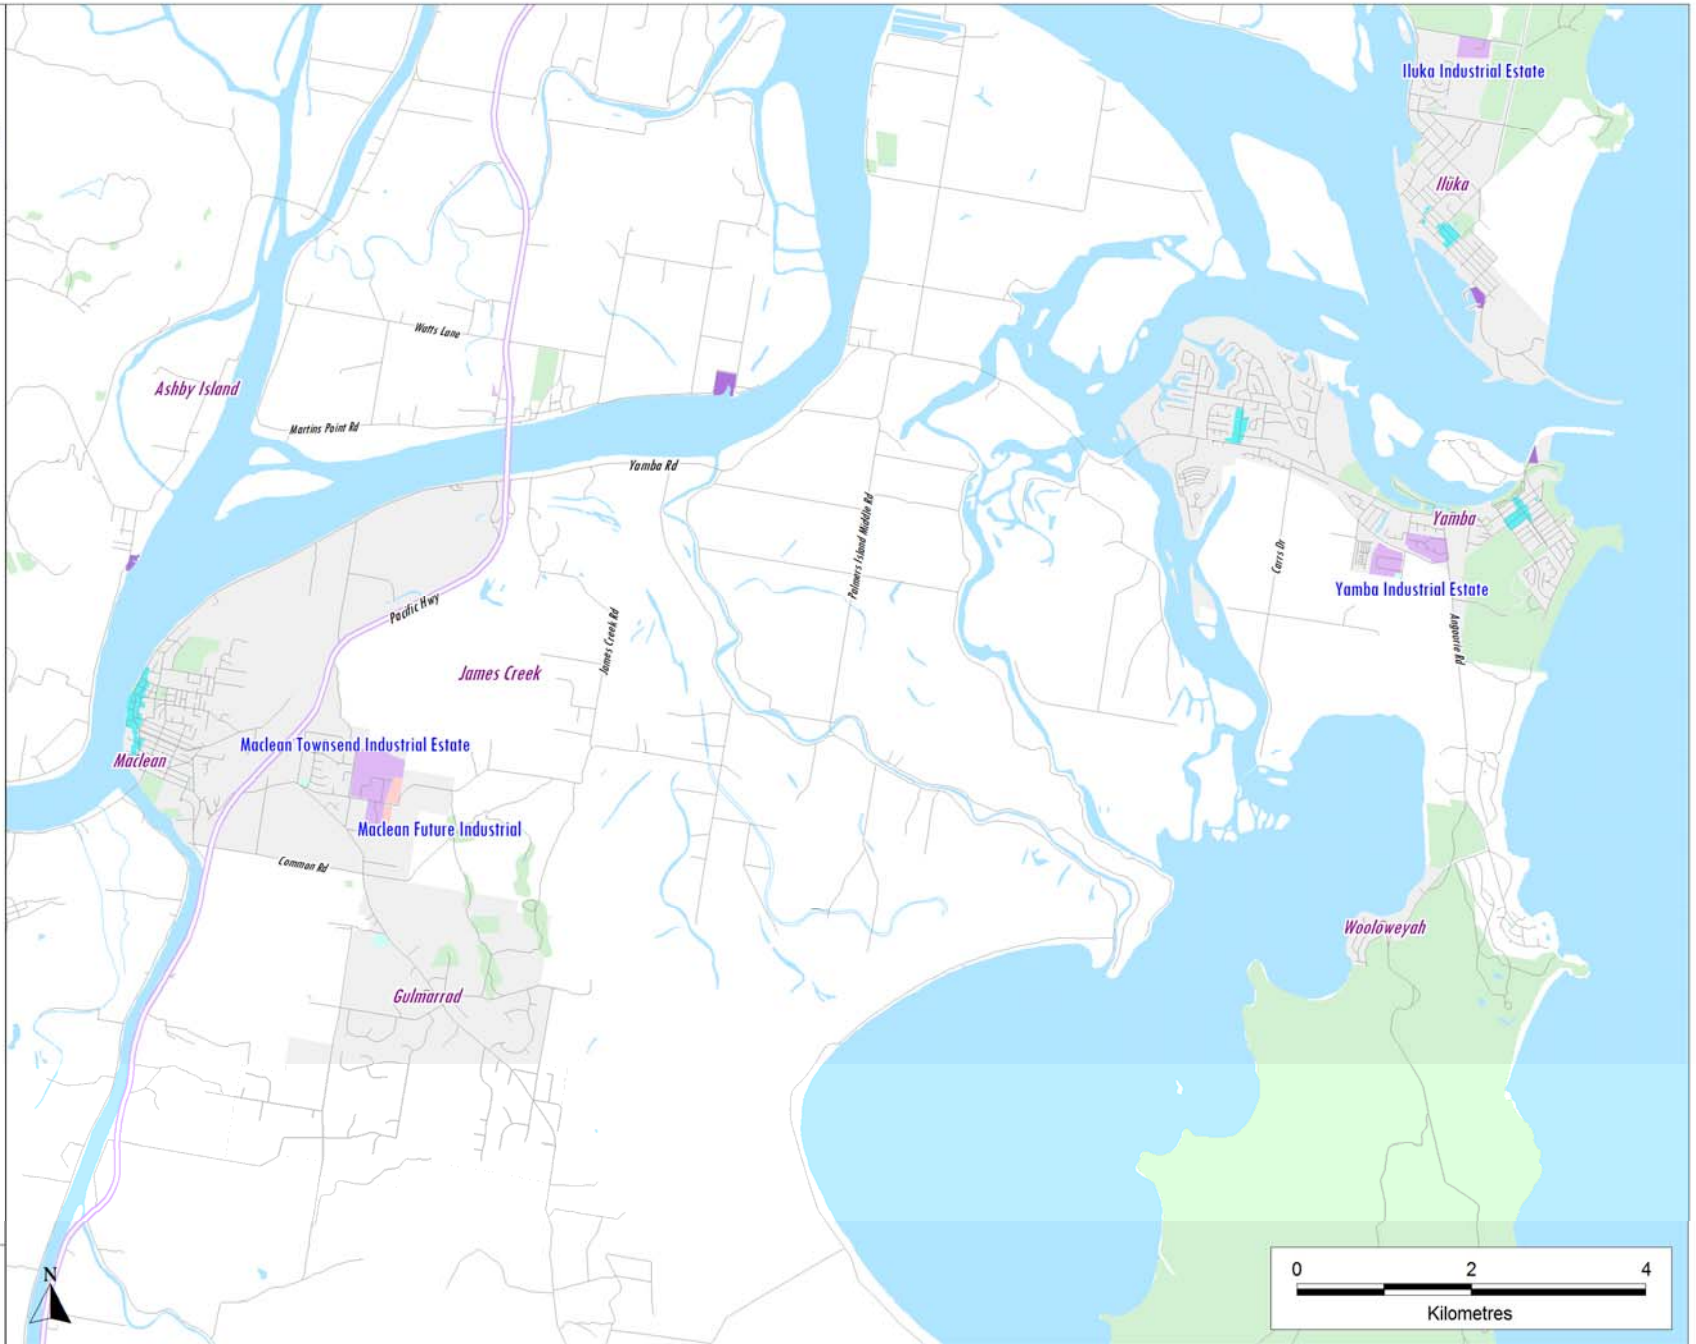 Iluka Industrial Estate
Iluka
Watts Lane
Ashby Island
Martins Point Rd
Yamba Rd
Palmers Island Middle Rd
Yamba
Carrs Dr
Yamba Industrial Estate
Pacific Hwy
James Creek Rd
Angourie Rd
James Creek
Maclean Townsend Industrial Estate
Maclean
Maclean Future Industrial
Common Rd
Wooloweyah
Gulmarrad
N
0 2 4
Kilometres